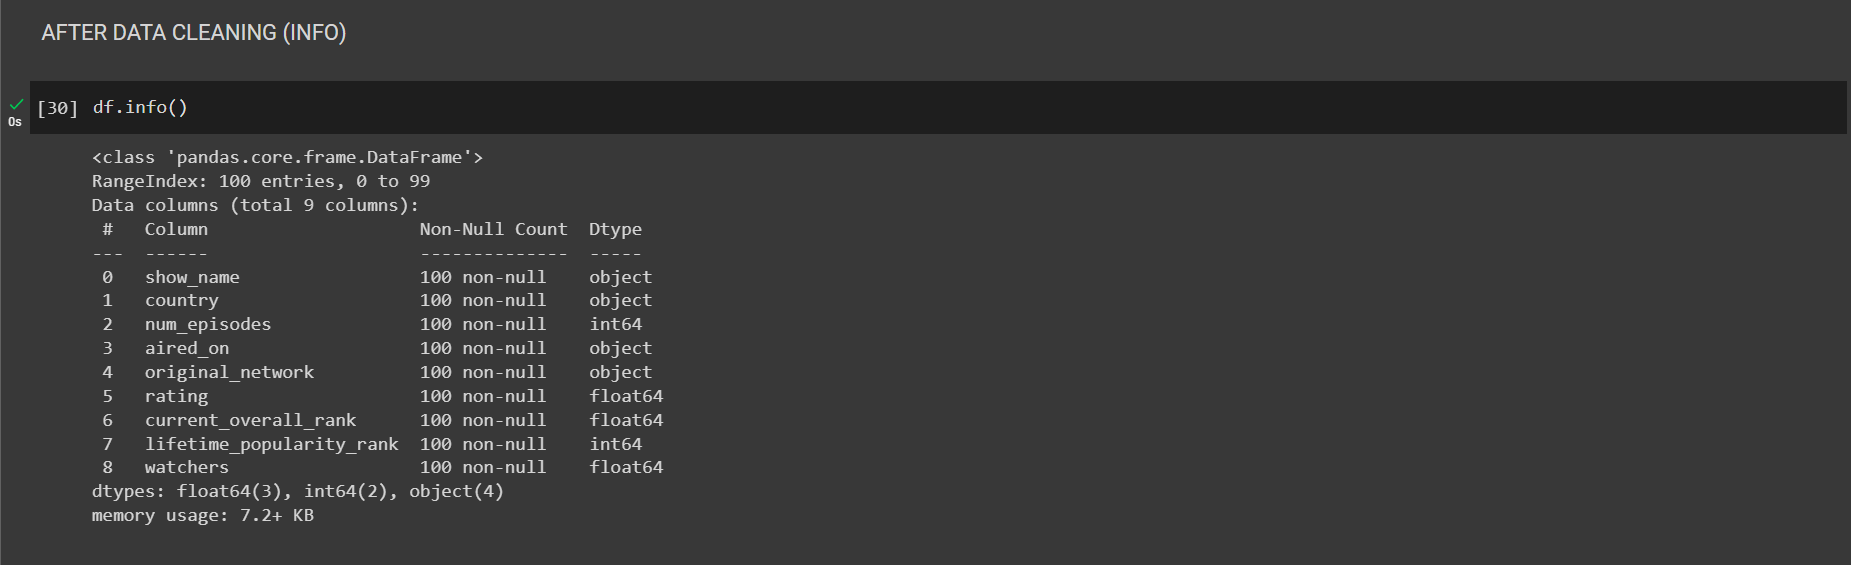 AFTER DATA CLEANING (INFO)
[30] df.info()
0s
<class 'pandas.core.frame.DataFrame'>
RangeIndex: 100 entries, 0 to 99
Data columns (total 9 columns):
 #   Column                    Non-Null Count  Dtype
---  ------                    --------------  -----
 0   show_name                 100 non-null    object
 1   country                   100 non-null    object
 2   num_episodes              100 non-null    int64
 3   aired_on                  100 non-null    object
 4   original_network          100 non-null    object
 5   rating                    100 non-null    float64
 6   current_overall_rank      100 non-null    float64
 7   lifetime_popularity_rank  100 non-null    int64
 8   watchers                  100 non-null    float64
dtypes: float64(3), int64(2), object(4)
memory usage: 7.2+ KB